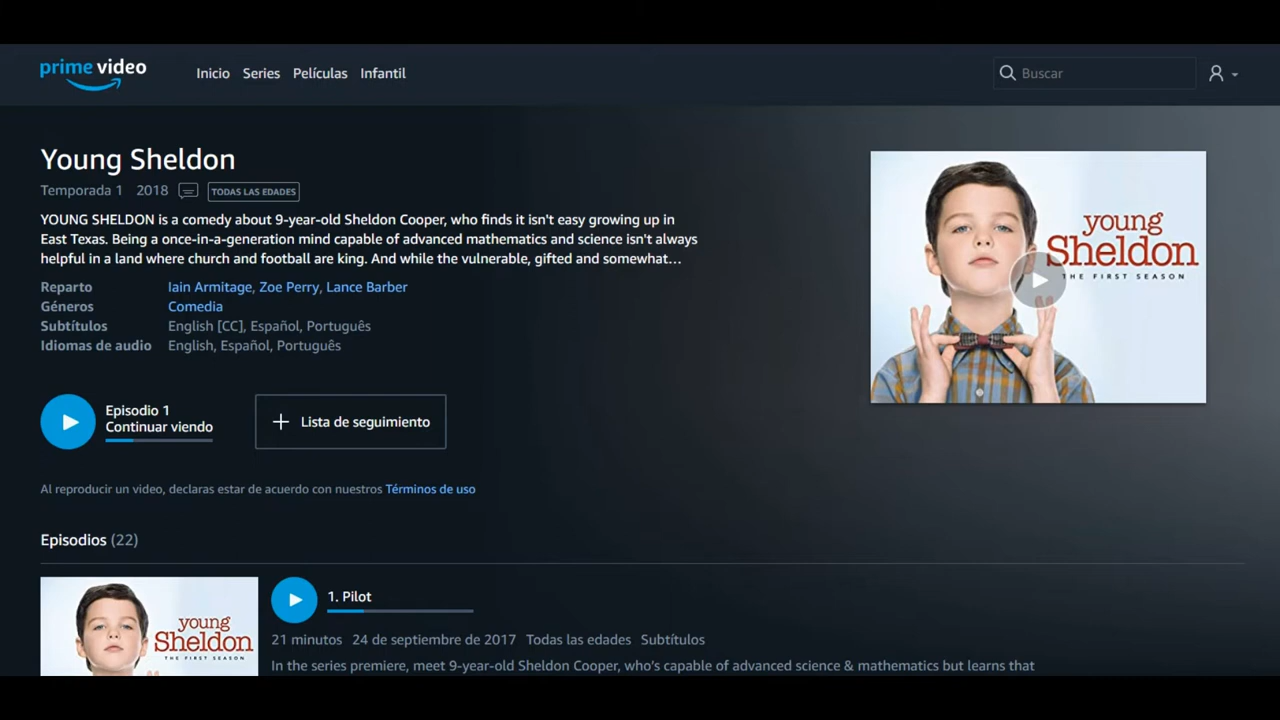 prime video
Inicio Series Películas Infantil
Buscar
Young Sheldon
Temporada 1 2018 TODAS LAS EDADES
YOUNG SHELDON is a comedy about 9-year-old Sheldon Cooper, who finds it isn't easy growing up in
East Texas. Being a once-in-a-generation mind capable of advanced mathematics and science isn't always
helpful in a land where church and football are king. And while the vulnerable, gifted and somewhat...
Reparto Iain Armitage, Zoe Perry, Lance Barber
Géneros Comedia
Subtítulos English [CC], Español, Português
Idiomas de audio English, Español, Português
young
Sheldon
THE FIRST SEASON
Episodio 1
Continuar viendo
Lista de seguimiento
Al reproducir un video, declaras estar de acuerdo con nuestros Términos de uso
Episodios (22)
young
Sheldon
THE FIRST SEASON
1. Pilot
21 minutos 24 de septiembre de 2017 Todas las edades Subtítulos
In the series premiere, meet 9-year-old Sheldon Cooper, who's capable of advanced science & mathematics but learns that